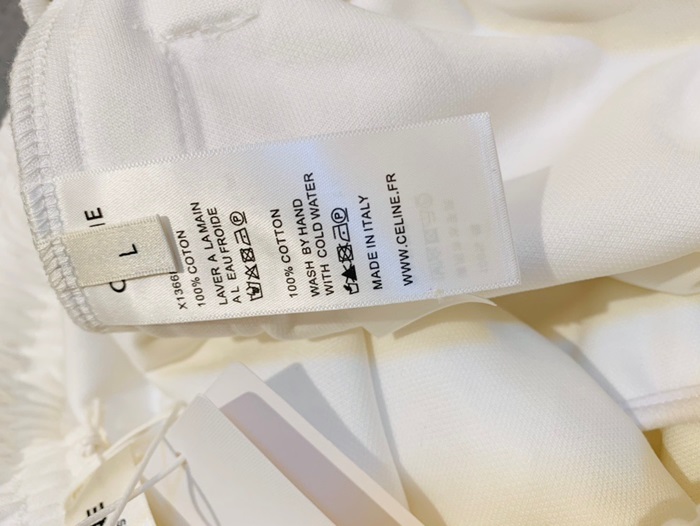 L
X1366
100% COTON
LAVER A LA MAIN
A L EAU FROIDE
100% COTTON
WASH BY HAND
WITH COLD WATER
MADE IN ITALY
WWW.CELINE.FR